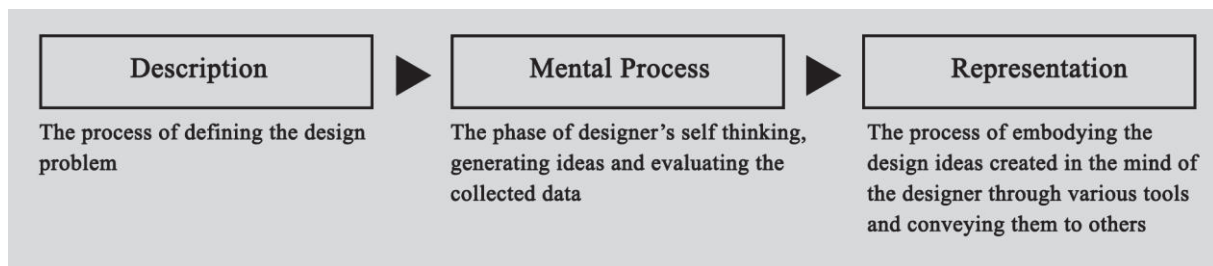 Description
The process of defining the design
problem
Mental Process
The phase of designer's self thinking,
generating ideas and evaluating the
collected data
Representation
The process of embodying the
design ideas created in the mind of
the designer through various tools
and conveying them to others